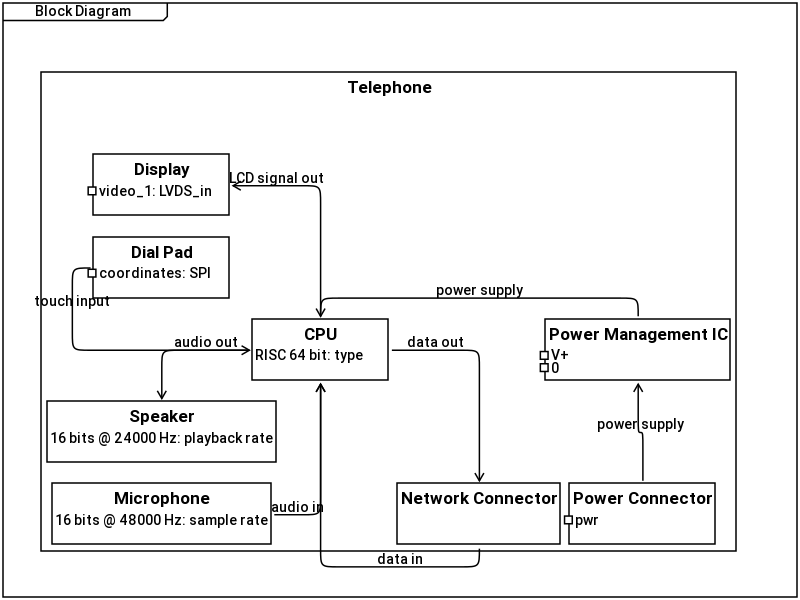 Block Diagram
Telephone
Display
LCD signal out
video_1: LVDS_in
Dial Pad
coordinates: SPI
power supply
touch input
CPU
Power Management IC
audio out
data out
RISC 64 bit: type
V+
0
Speaker
power supply
16 bits @ 24000 Hz: playback rate
Microphone
Network Connector
Power Connector
audio in
16 bits @ 48000 Hz: sample rate
pwr
data in